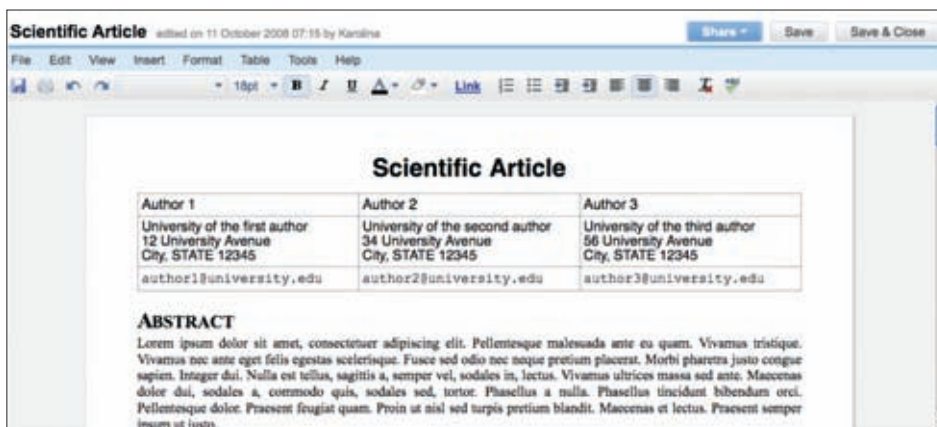 Scientific Article edited on 11 October 2008 07:15 by Karolina Share Save Save & Close
File Edit View Insert Format Table Tools Help
18pt B I U A Link
Scientific Article
Author 1 Author 2 Author 3
University of the first author University of the second author University of the third author
12 University Avenue 34 University Avenue 56 University Avenue
City, STATE 12345 City, STATE 12345 City, STATE 12345
author1@university.edu author2@university.edu author3@university.edu
ABSTRACT
Lorem ipsum dolor sit amet, consectetuer adipiscing elit. Pellentesque malesuada ante eu quam. Vivamus tristique.
Vivamus nec ante eget felis egestas scelerisque. Fusce sed odio nec neque pretium placerat. Morbi pharetra justo congue
sapien. Integer dui. Nulla est tellus, sagittis a, semper vel, sodales in, lectus. Vivamus ultrices massa sed ante. Maecenas
dolor dui, sodales a, commodo quis, sodales sed, tortor. Phasellus a nulla. Phasellus tincidunt bibendum orci.
Pellentesque dolor. Praesent feugiat quam. Proin ut nisl sed turpis pretium blandit. Maecenas et lectus. Praesent semper
ipsum ut justo.